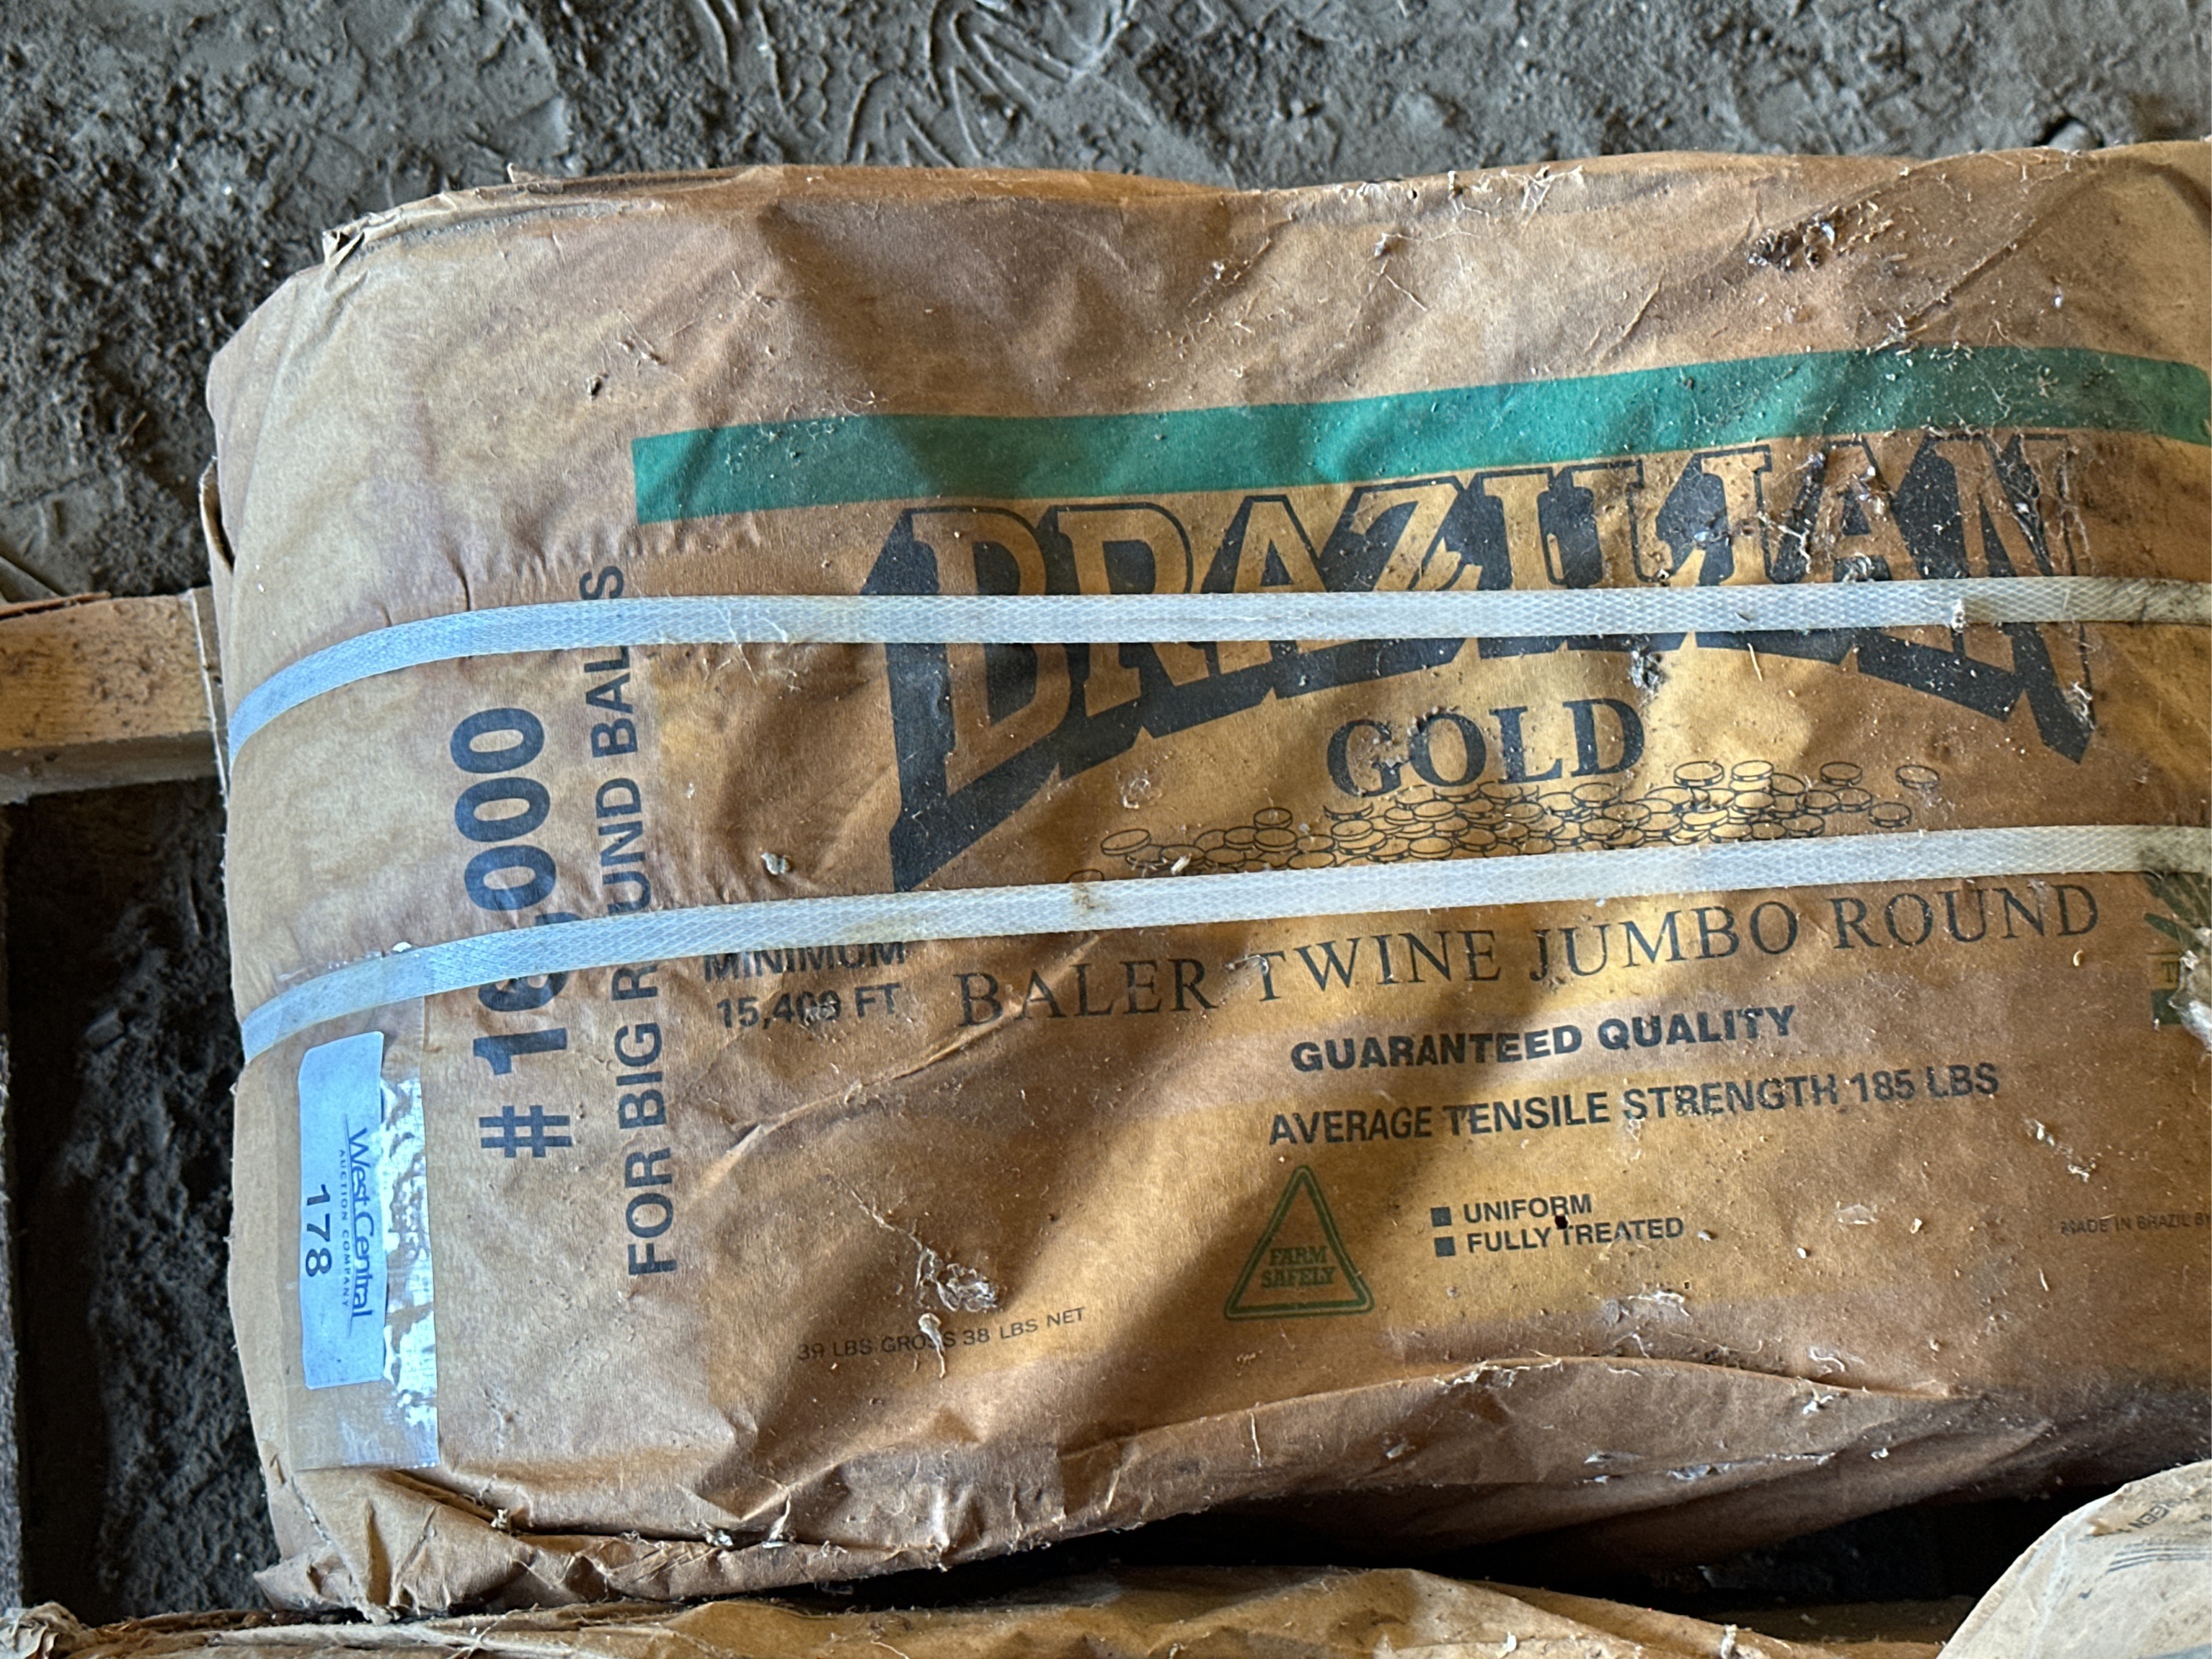 BRAZILIAN
GOLD
BALER TWINE JUMBO ROUND
GUARANTEED QUALITY
AVERAGE TENSILE STRENGTH 185 LBS
MINIMUM
15,400 FT
UNIFORM
FULLY TREATED
FARM
SAFELY
39 LBS GROSS 38 LBS NET
MADE IN BRAZIL
# 16,000
FOR BIG ROUND BALES
West Central
AUCTION COMPANY
178